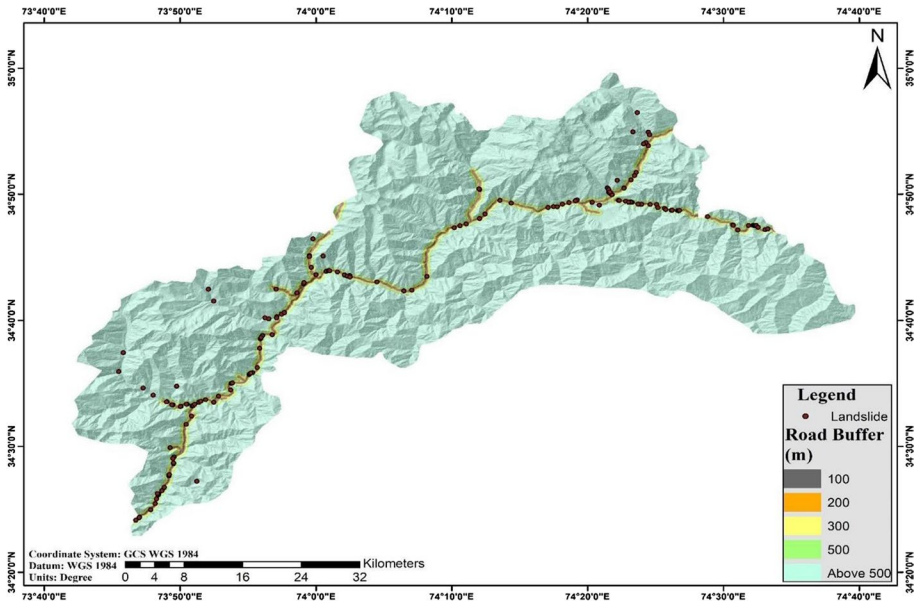 73°40'0"E 73°50'0"E 74°0'0"E 74°10'0"E 74°20'0"E 74°30'0"E 74°40'0"E
N
35°0'0"N 35°0'0"N
34°50'0"N 34°50'0"N
34°40'0"N 34°40'0"N
34°30'0"N 34°30'0"N
34°20'0"N 34°20'0"N
Legend
Landslide
Road Buffer
(m)
100
200
300
500
Above 500
Coordinate System: GCS WGS 1984
Datum: WGS 1984
Units: Degree
Kilometers
0 2 4 8 16 24 32
73°40'0"E 73°50'0"E 74°0'0"E 74°10'0"E 74°20'0"E 74°30'0"E 74°40'0"E